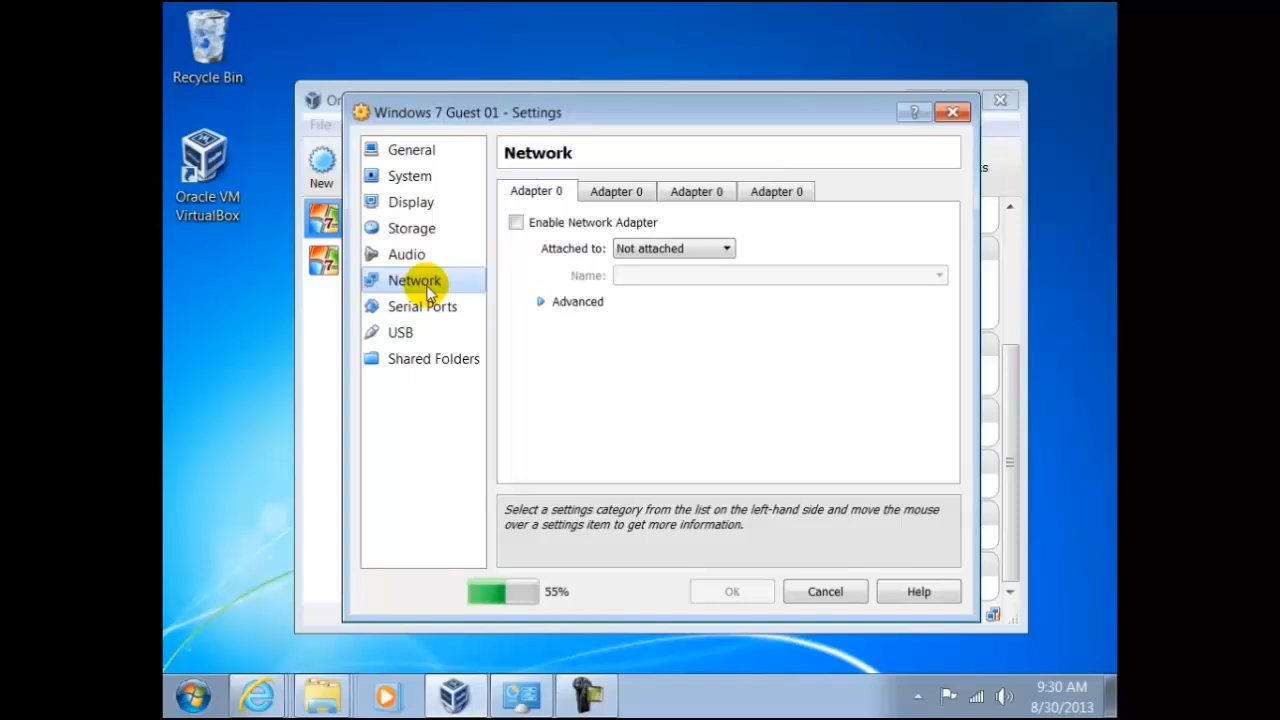 Recycle Bin
Oracle VM
VirtualBox
Or
File
New
Windows 7 Guest 01 - Settings
?
General
System
Display
Storage
Audio
Network
Serial Ports
USB
Shared Folders
Network
Adapter 0
Adapter 0
Adapter 0
Adapter 0
Enable Network Adapter
Attached to: Not attached
Name:
Advanced
Select a settings category from the list on the left-hand side and move the mouse
over a settings item to get more information.
55%
OK
Cancel
Help
9:30 AM
8/30/2013